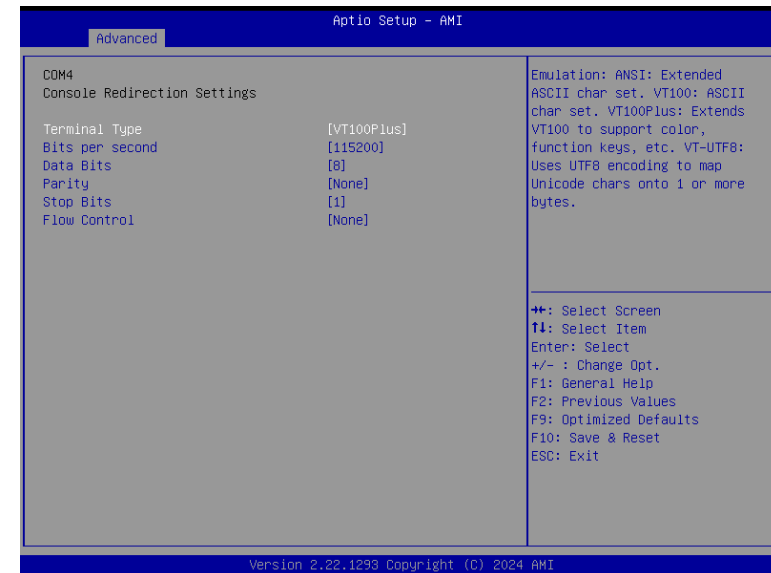 Aptio Setup - AMI
Advanced
COM4
Console Redirection Settings
Terminal Type [VT100Plus]
Bits per second [115200]
Data Bits [8]
Parity [None]
Stop Bits [1]
Flow Control [None]
Emulation: ANSI: Extended
ASCII char set. VT100: ASCII
char set. VT100Plus: Extends
VT100 to support color,
function keys, etc. VT-UTF8:
Uses UTF8 encoding to map
Unicode chars onto 1 or more
bytes.
→←: Select Screen
↑↓: Select Item
Enter: Select
+/- : Change Opt.
F1: General Help
F2: Previous Values
F9: Optimized Defaults
F10: Save & Reset
ESC: Exit
Version 2.22.1293 Copyright (C) 2024 AMI